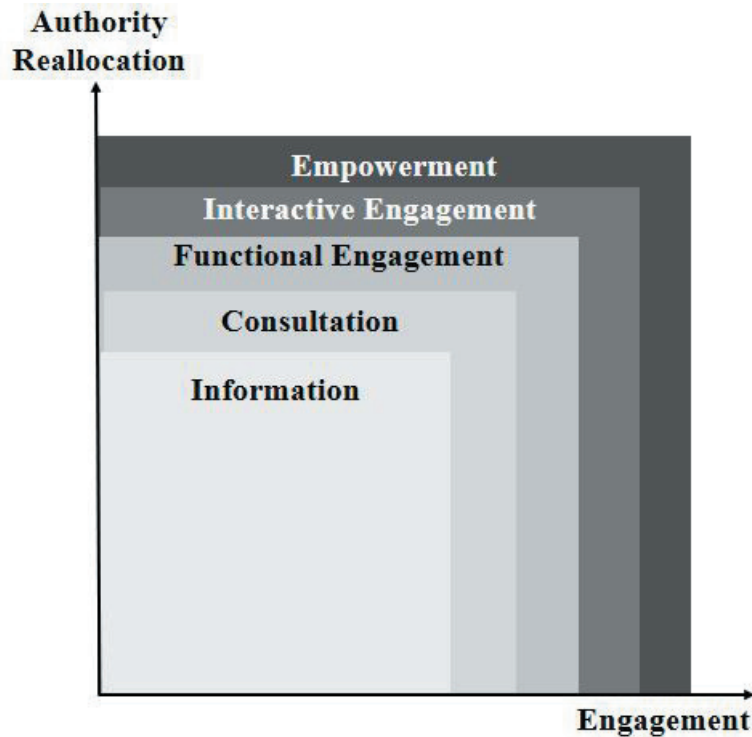 Authority
Reallocation
Empowerment
Interactive Engagement
Functional Engagement
Consultation
Information
Engagement